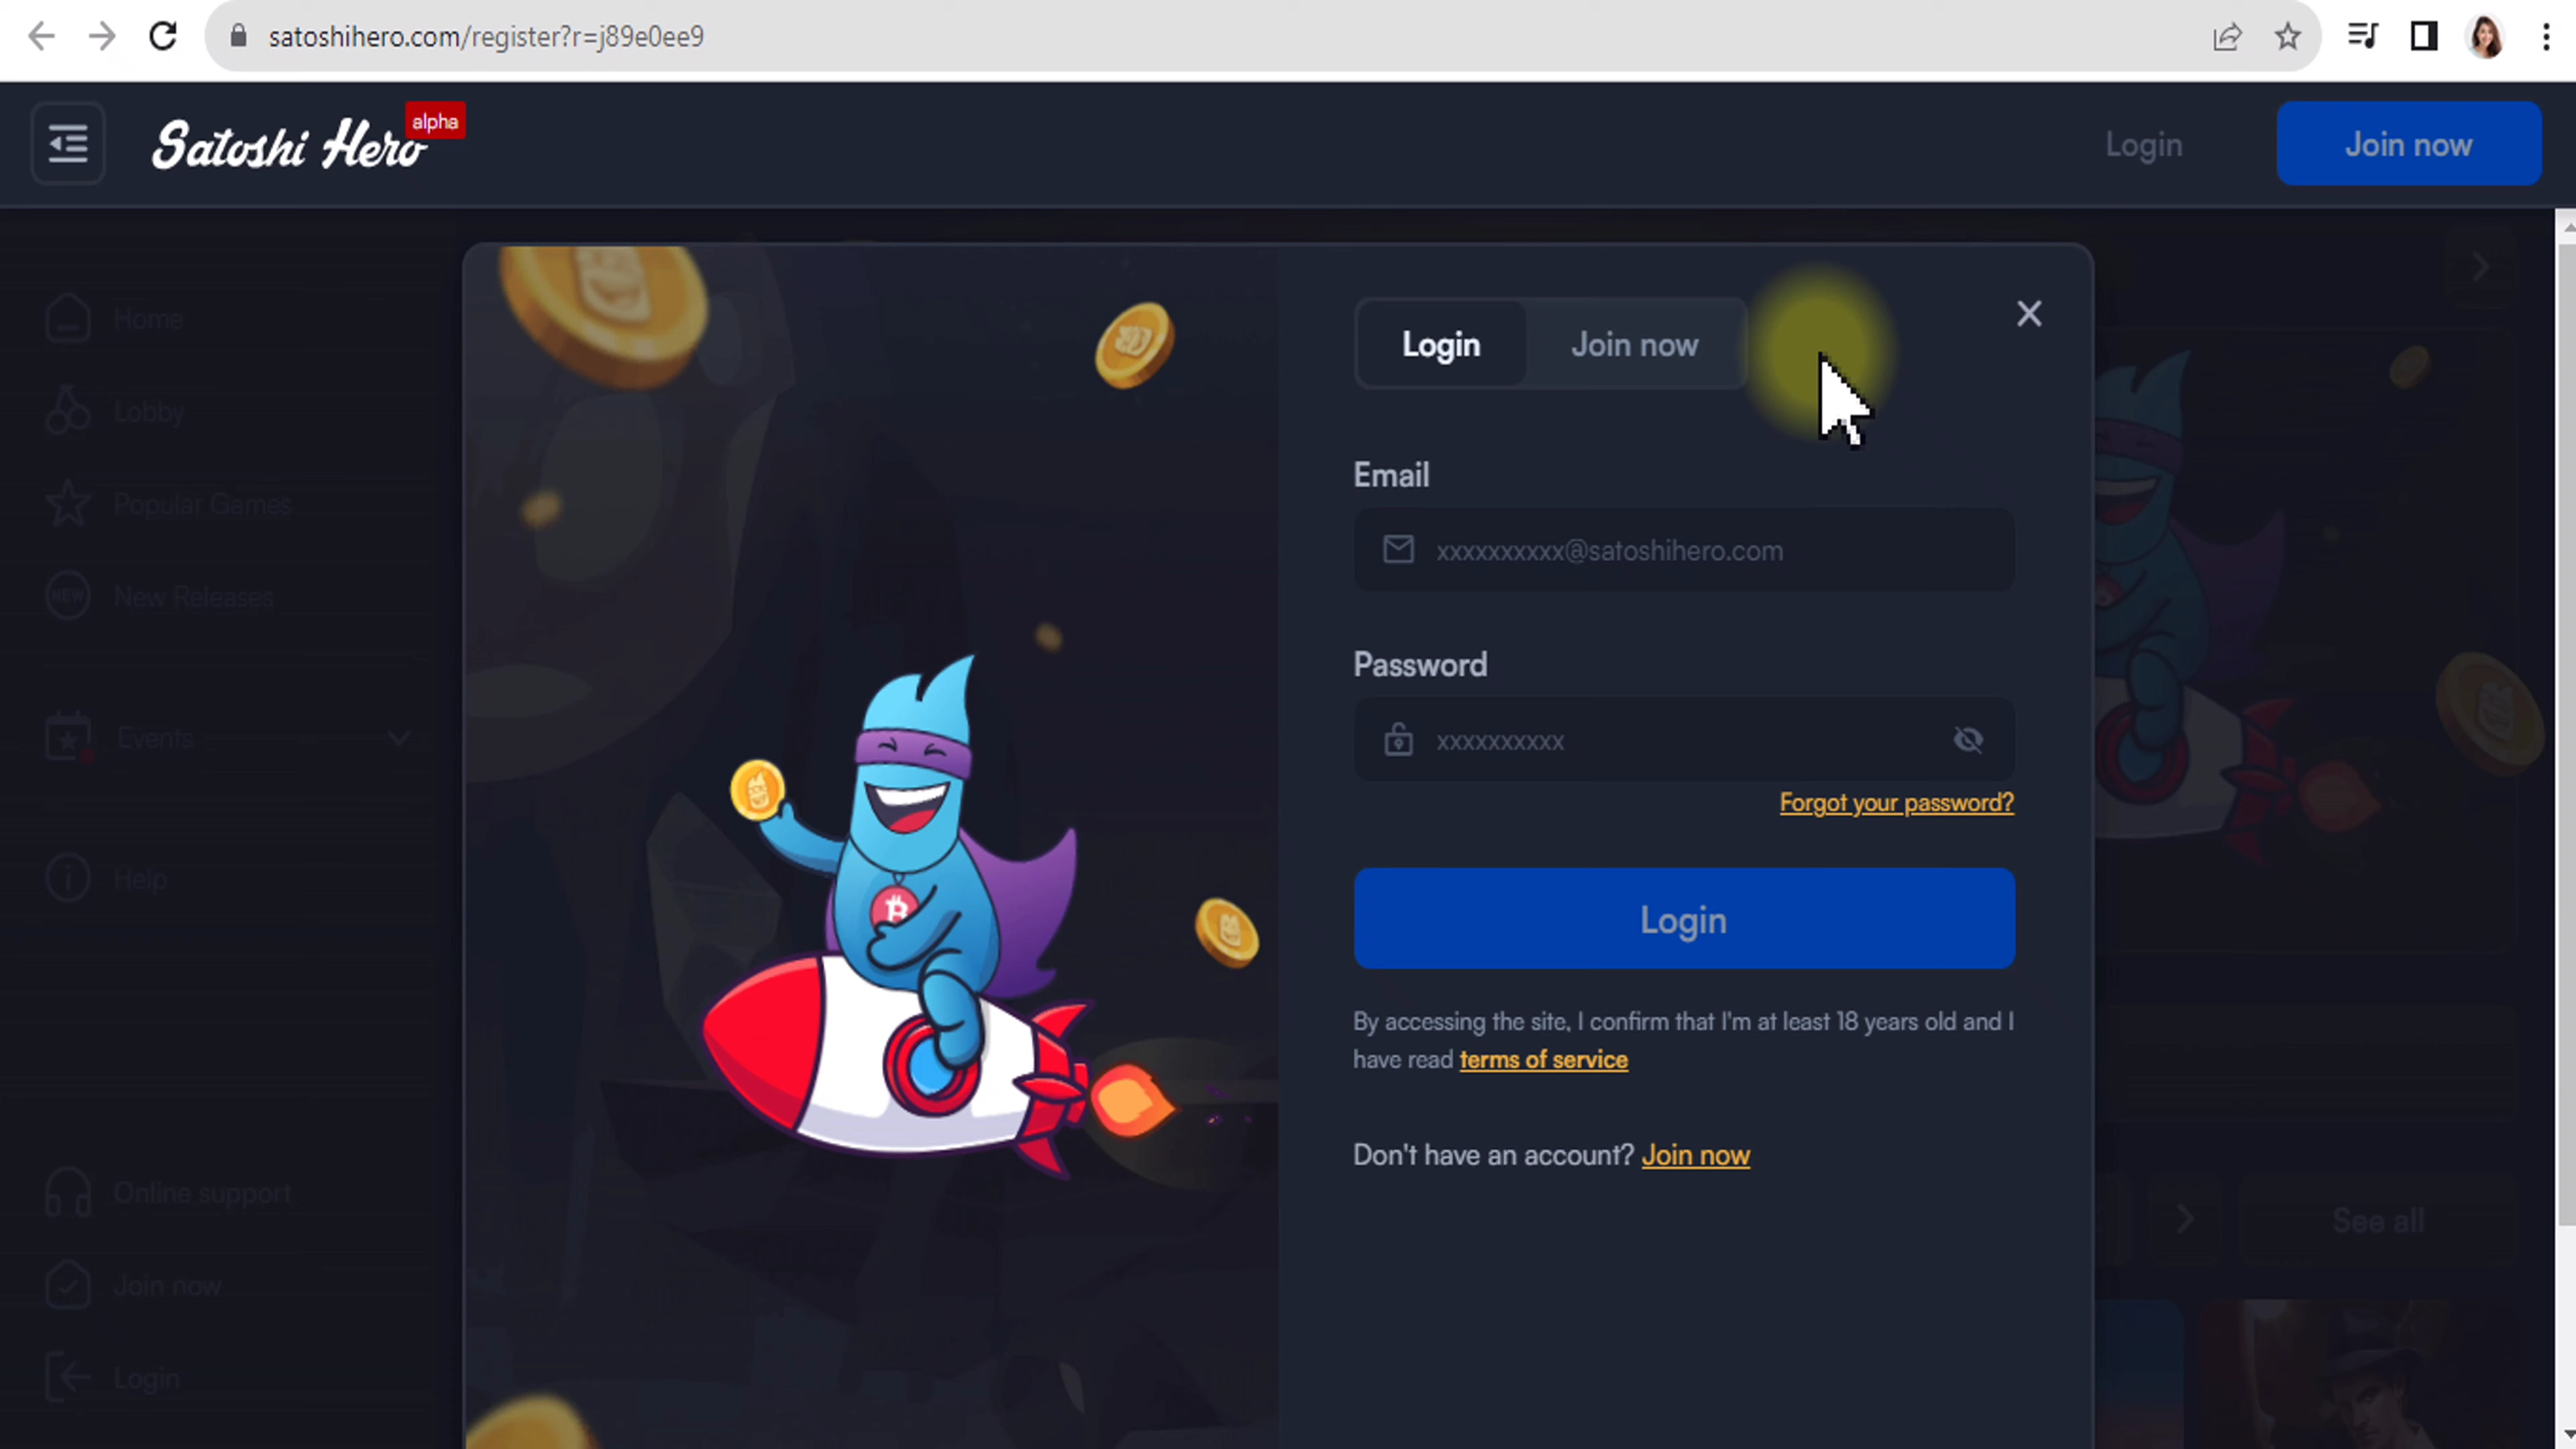 satoshihero.com/register?r=j89e0ee9
Satoshi Hero
alpha
Login
Join now
Home
Lobby
Popular Games
NEW
New Releases
Events
Help
Online support
Join now
Login
Login
Join now
Email
xxxxxxxxxx@satoshihero.com
Password
xxxxxxxxxx
Forgot your password?
Login
By accessing the site, I confirm that I'm at least 18 years old and I
have read terms of service
Don't have an account? Join now
See all